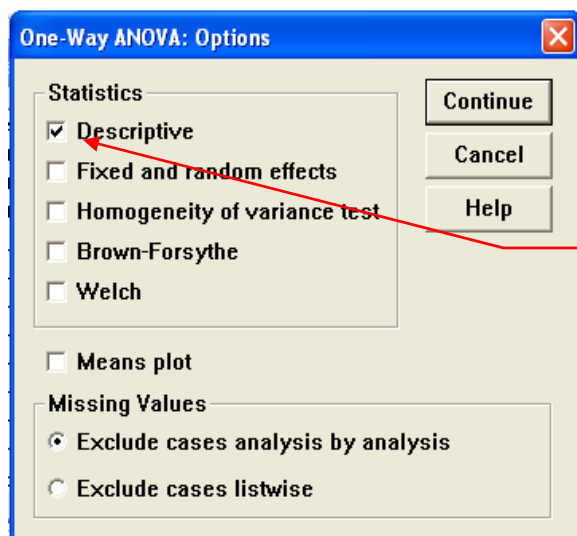 One-Way ANOVA: Options
Statistics
Descriptive
Fixed and random effects
Homogeneity of variance test
Brown-Forsythe
Welch
Continue
Cancel
Help
Means plot
Missing Values
Exclude cases analysis by analysis
Exclude cases listwise